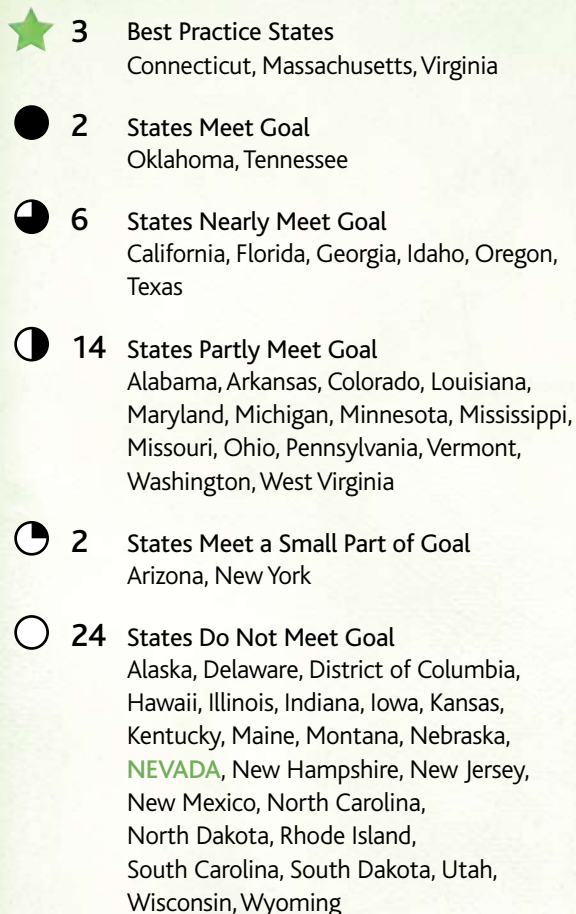 3 Best Practice States
Connecticut, Massachusetts, Virginia
2 States Meet Goal
Oklahoma, Tennessee
6 States Nearly Meet Goal
California, Florida, Georgia, Idaho, Oregon,
Texas
14 States Partly Meet Goal
Alabama, Arkansas, Colorado, Louisiana,
Maryland, Michigan, Minnesota, Mississippi,
Missouri, Ohio, Pennsylvania, Vermont,
Washington, West Virginia
2 States Meet a Small Part of Goal
Arizona, New York
24 States Do Not Meet Goal
Alaska, Delaware, District of Columbia,
Hawaii, Illinois, Indiana, Iowa, Kansas,
Kentucky, Maine, Montana, Nebraska,
NEVADA, New Hampshire, New Jersey,
New Mexico, North Carolina,
North Dakota, Rhode Island,
South Carolina, South Dakota, Utah,
Wisconsin, Wyoming